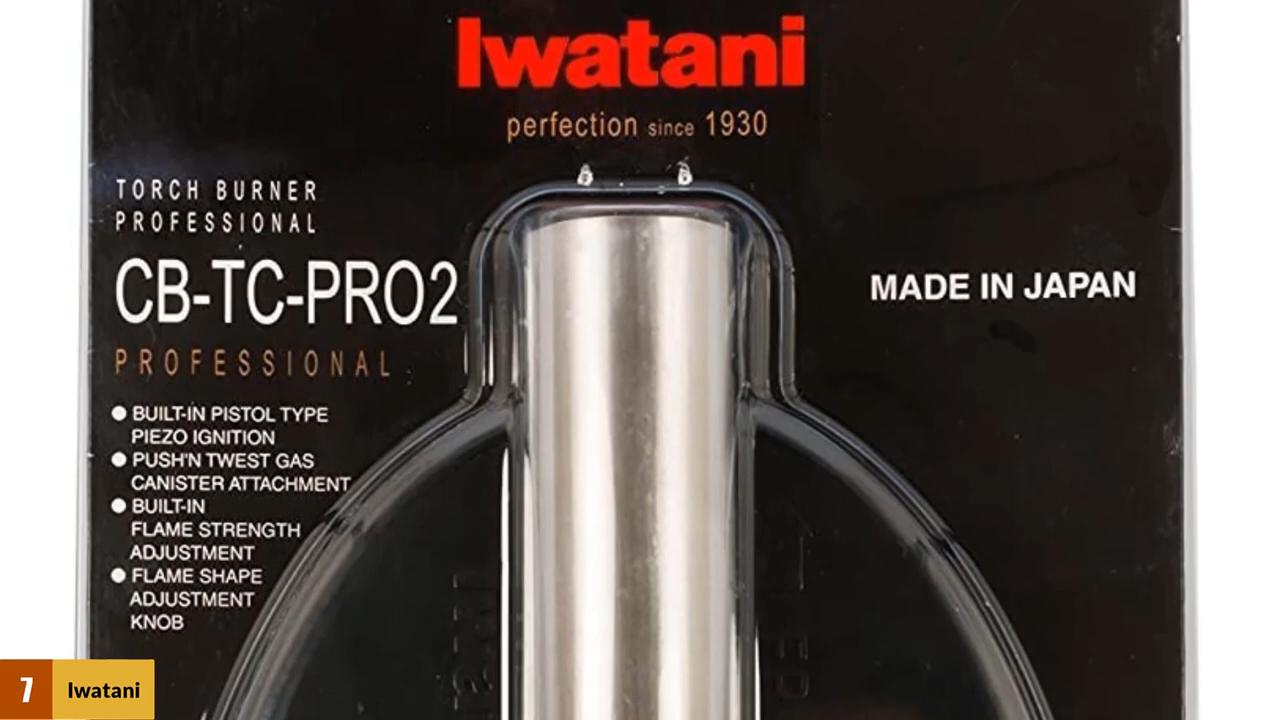 Iwatani
perfection since 1930
TORCH BURNER
PROFESSIONAL
CB-TC-PRO2
PROFESSIONAL
MADE IN JAPAN
● BUILT-IN PISTOL TYPE
PIEZO IGNITION
● PUSH'N TWEST GAS
CANISTER ATTACHMENT
● BUILT-IN
FLAME STRENGTH
ADJUSTMENT
● FLAME SHAPE
ADJUSTMENT
KNOB
7 Iwatani